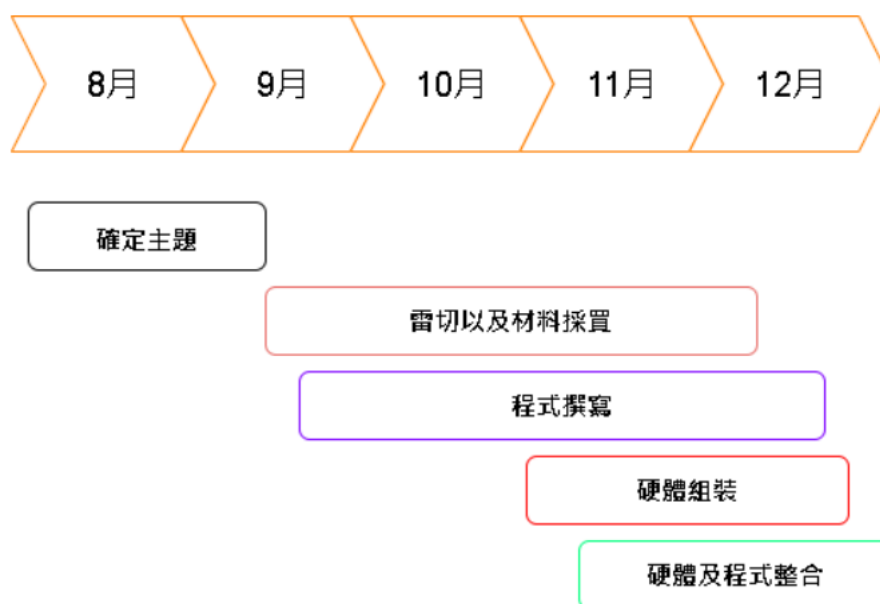 8月
9月
10月
11月
12月
確定主題
雷切以及材料採買
程式撰寫
硬體組裝
硬體及程式整合